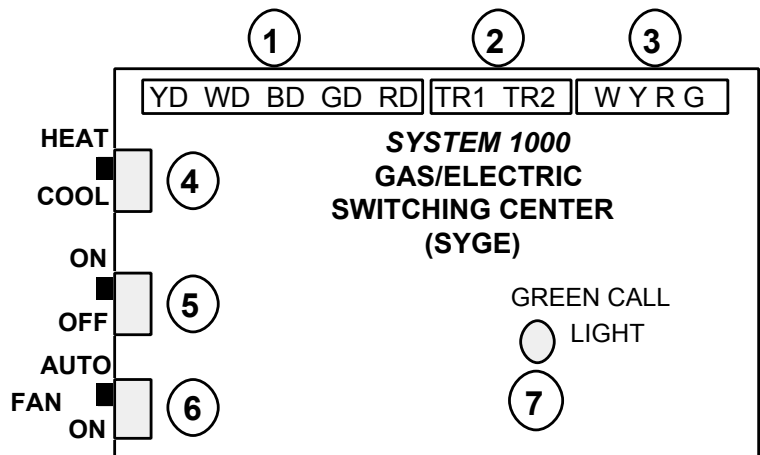 1 2 3
YD WD BD GD RD TR1 TR2 W Y R G
HEAT
COOL
4
SYSTEM 1000
GAS/ELECTRIC
SWITCHING CENTER
(SYGE)
ON
OFF
5
GREEN CALL
LIGHT
7
AUTO
FAN
ON
6